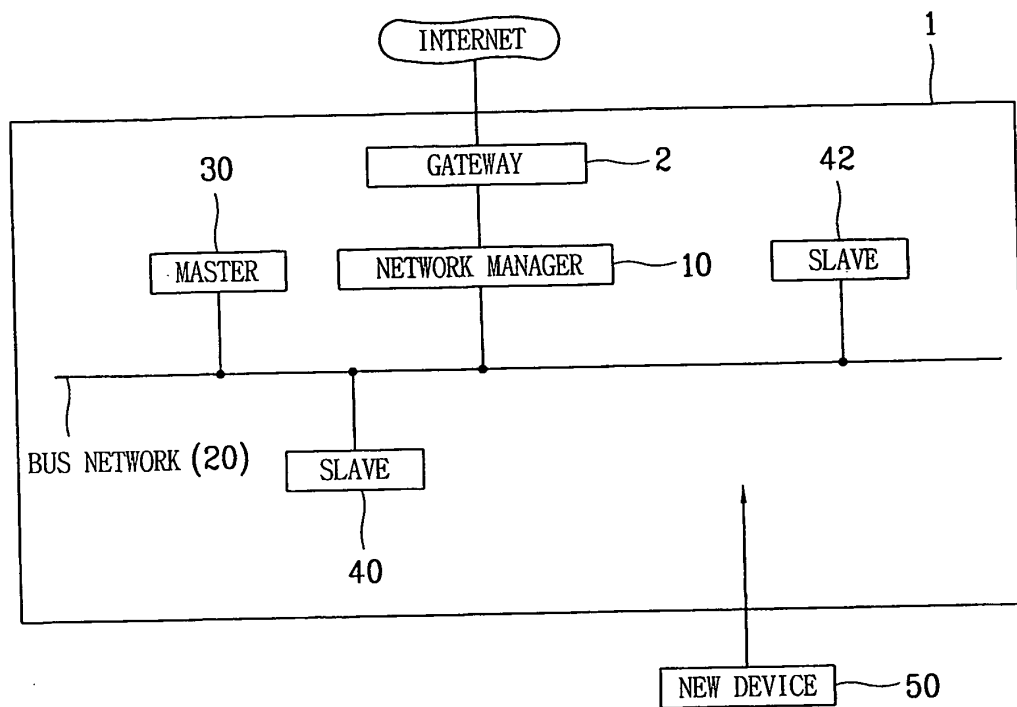 INTERNET
1
GATEWAY
2
30
42
MASTER
NETWORK MANAGER
10
SLAVE
BUS NETWORK (20)
SLAVE
40
NEW DEVICE
50